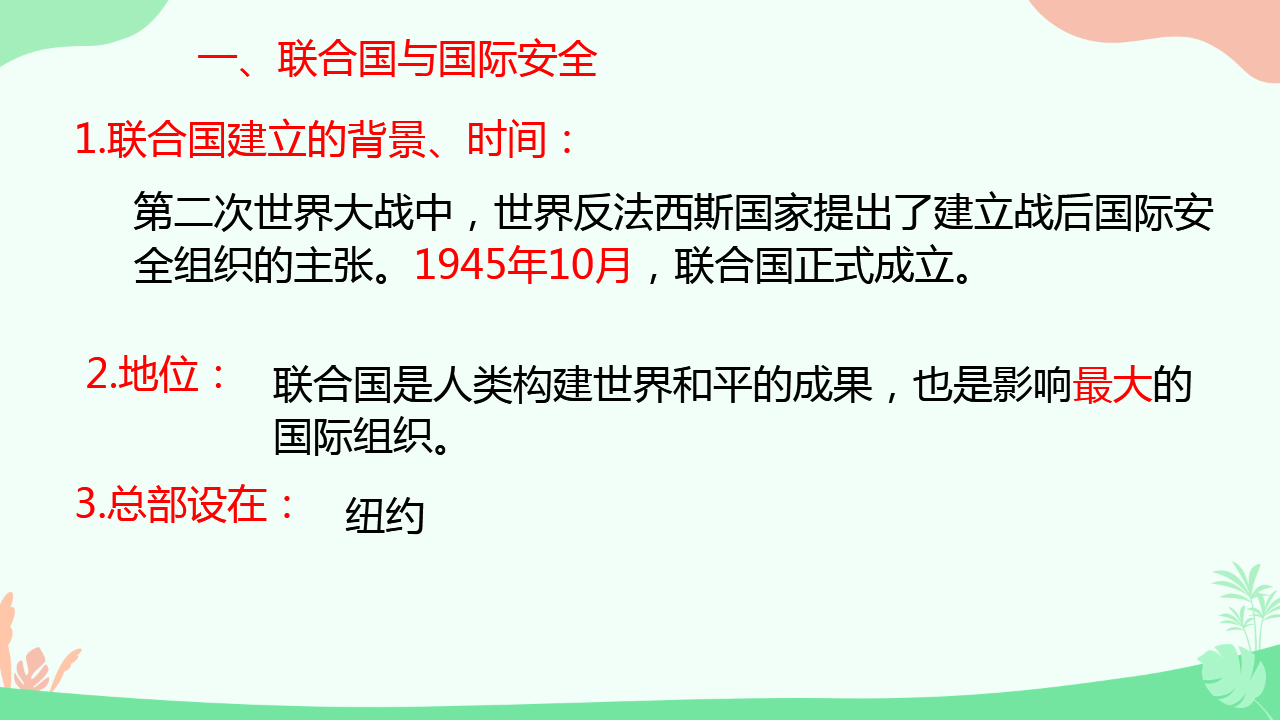 一、联合国与国际安全
1.联合国建立的背景、时间：
第二次世界大战中，世界反法西斯国家提出了建立战后国际安
全组织的主张。1945年10月，联合国正式成立。
2.地位：
联合国是人类构建世界和平的成果，也是影响最大的
国际组织。
3.总部设在：
纽约